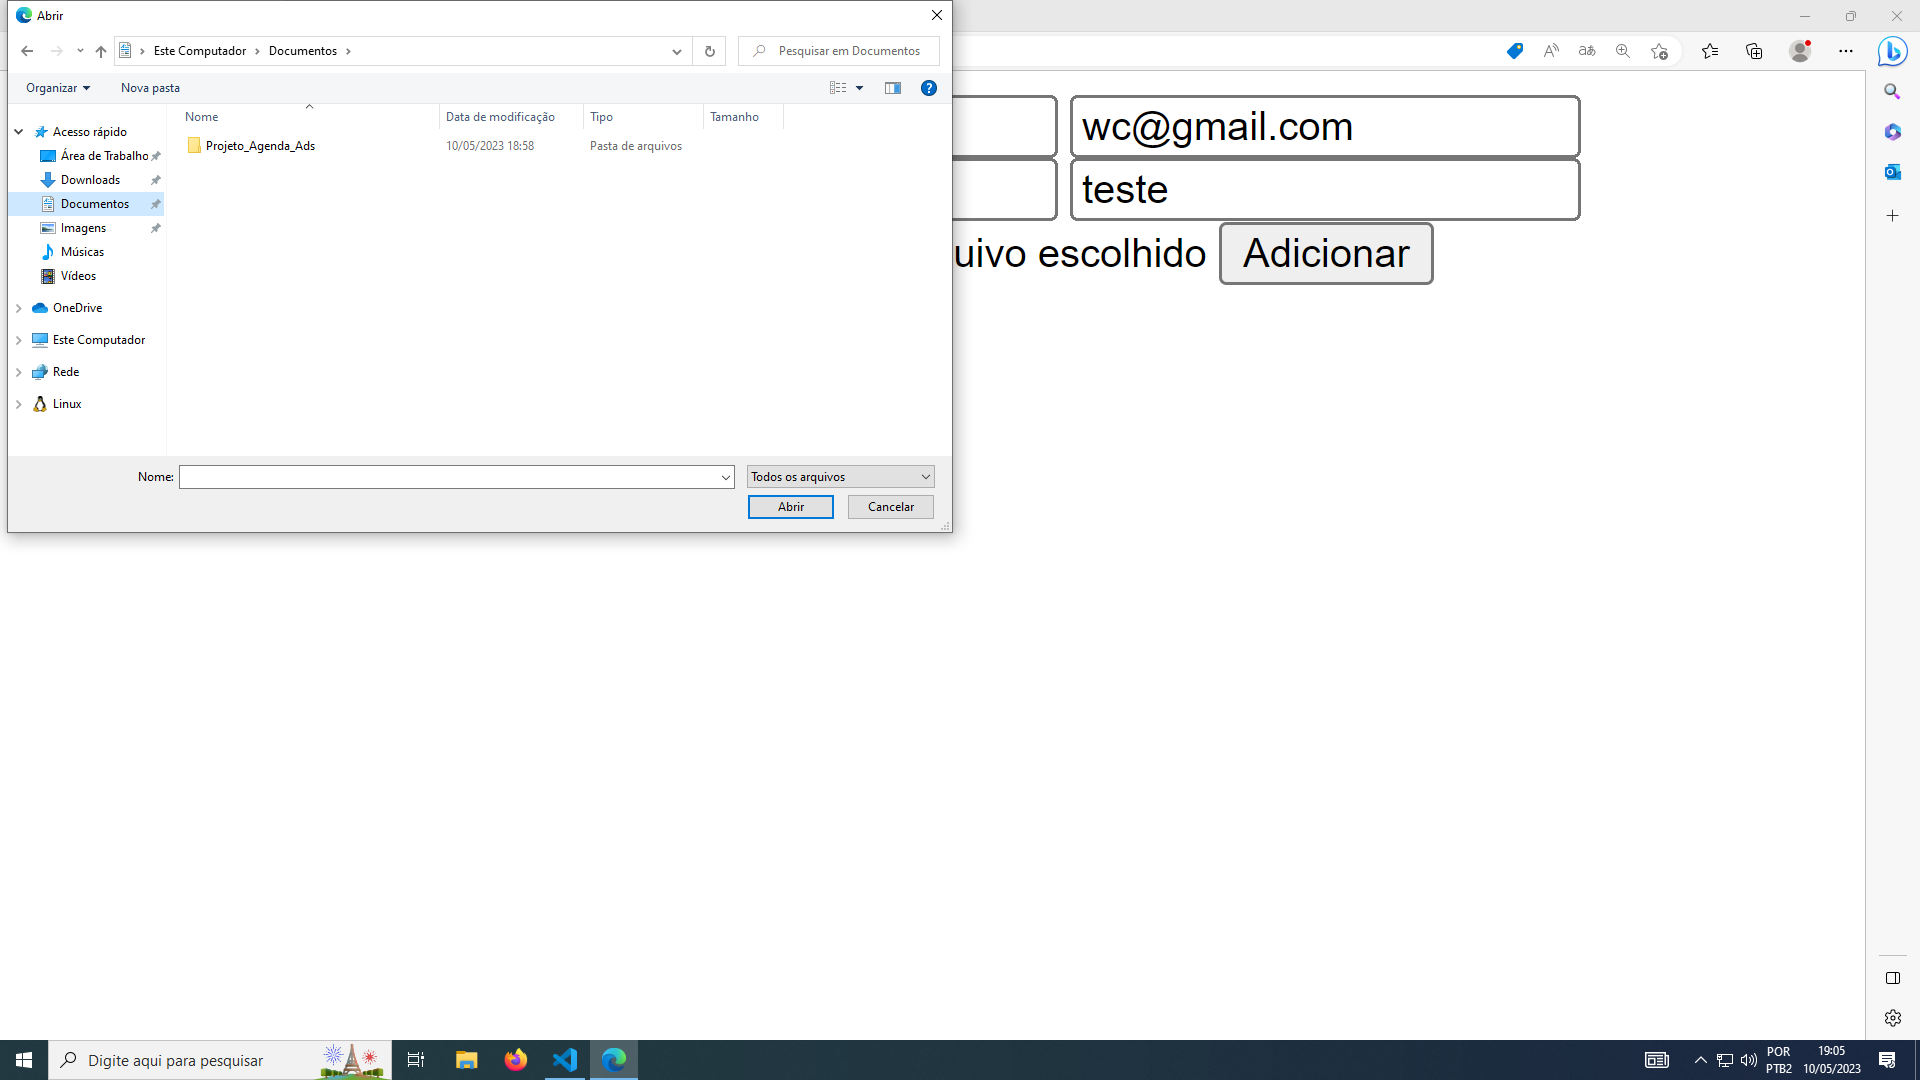 Abrir
Este Computador
Documentos
Pesquisar em Documentos
Organizar
Nova pasta
Nome
Data de modificação
Tipo
Tamanho
Projeto_Agenda_Ads
10/05/2023 18:58
Pasta de arquivos
Acesso rápido
Área de Trabalho
Downloads
Documentos
Imagens
Músicas
Vídeos
OneDrive
Este Computador
Rede
Linux
Nome:
Todos os arquivos
Abrir
Cancelar
wc@gmail.com
teste
uivo escolhido
Adicionar
Digite aqui para pesquisar
POR
PTB2
19:05
10/05/2023